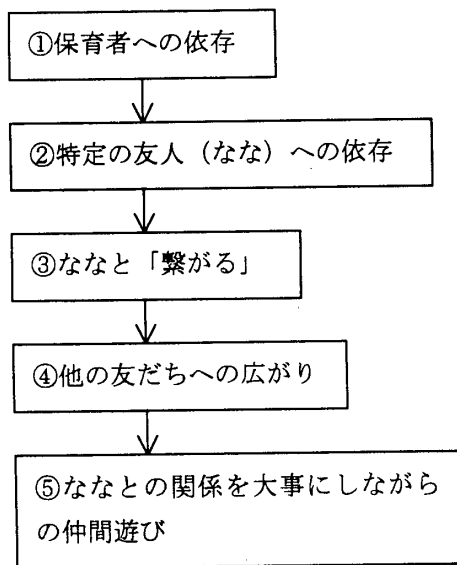 ①保育者への依存
②特定の友人（なな）への依存
③ななと「繋がる」
④他の友だちへの広がり
⑤ななとの関係を大事にしながら
の仲間遊び